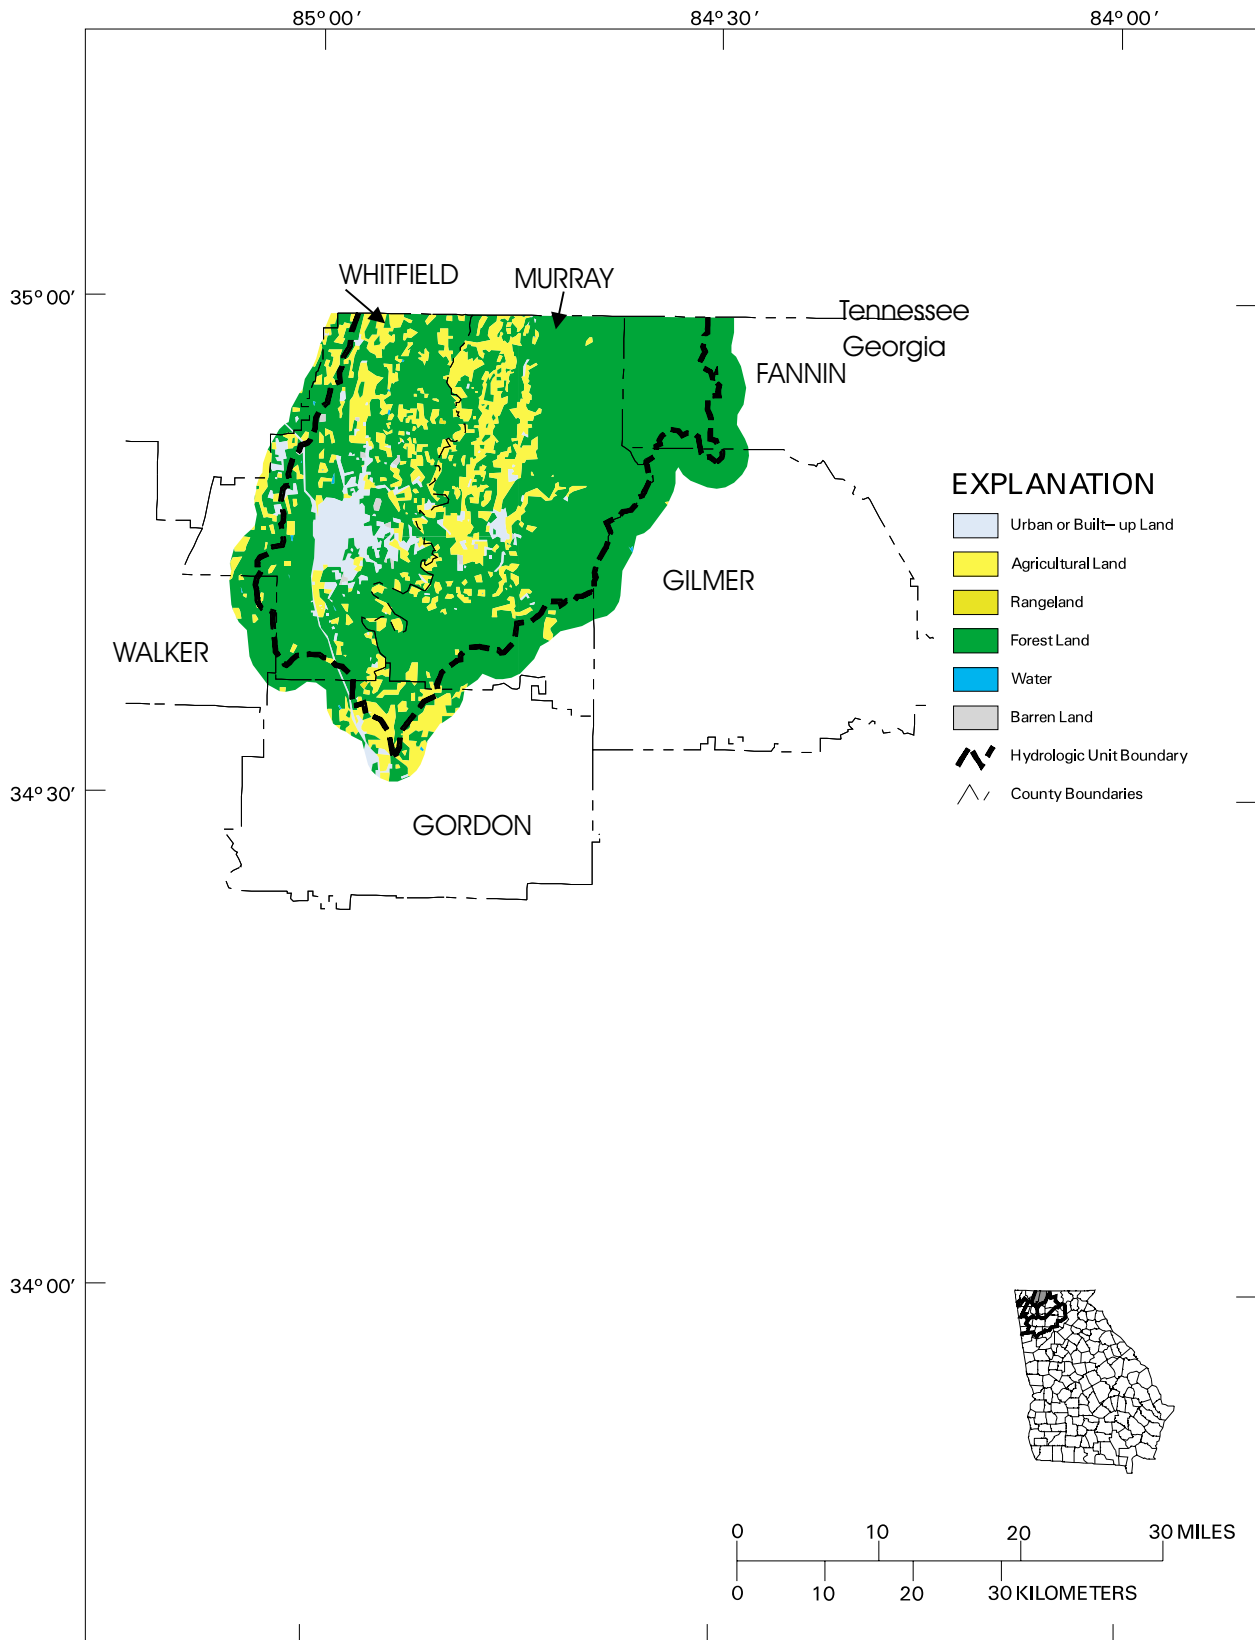 85° 00′
84° 30′
84° 00′
WHITFIELD
MURRAY
35° 00′
Tennessee
Georgia
FANNIN
EXPLANATION
Urban or Built–up Land
Agricultural Land
Rangeland
Forest Land
Water
Barren Land
Hydrologic Unit Boundary
County Boundaries
GILMER
WALKER
34° 30′
GORDON
34° 00′
0 10 20 30 MILES
0 10 20 30 KILOMETERS